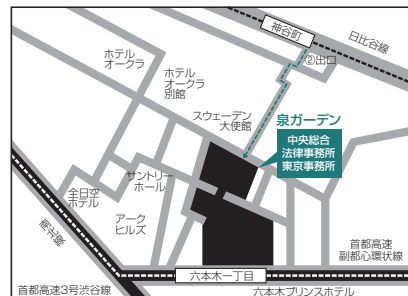 神谷町
日比谷線
②出口
ホテル
オークラ
ホテル
オークラ
別館
スウェーデン
大使館
泉ガーデン
中央総合
法律事務所
東京事務所
サントリー
ホール
全日空
ホテル
アーク
ヒルズ
南北線
首都高速
副都心環状線
六本木一丁目
首都高速3号渋谷線
六本木プリンスホテル